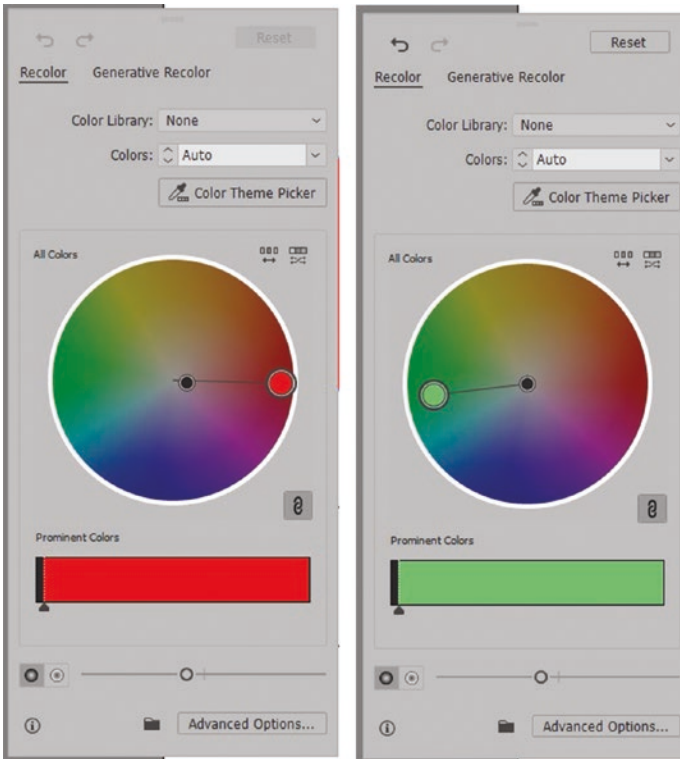 Reset
Recolor Generative Recolor
Color Library: None
Colors: Auto
Color Theme Picker
All Colors
Prominent Colors
Advanced Options...
Reset
Recolor Generative Recolor
Color Library: None
Colors: Auto
Color Theme Picker
All Colors
Prominent Colors
Advanced Options...